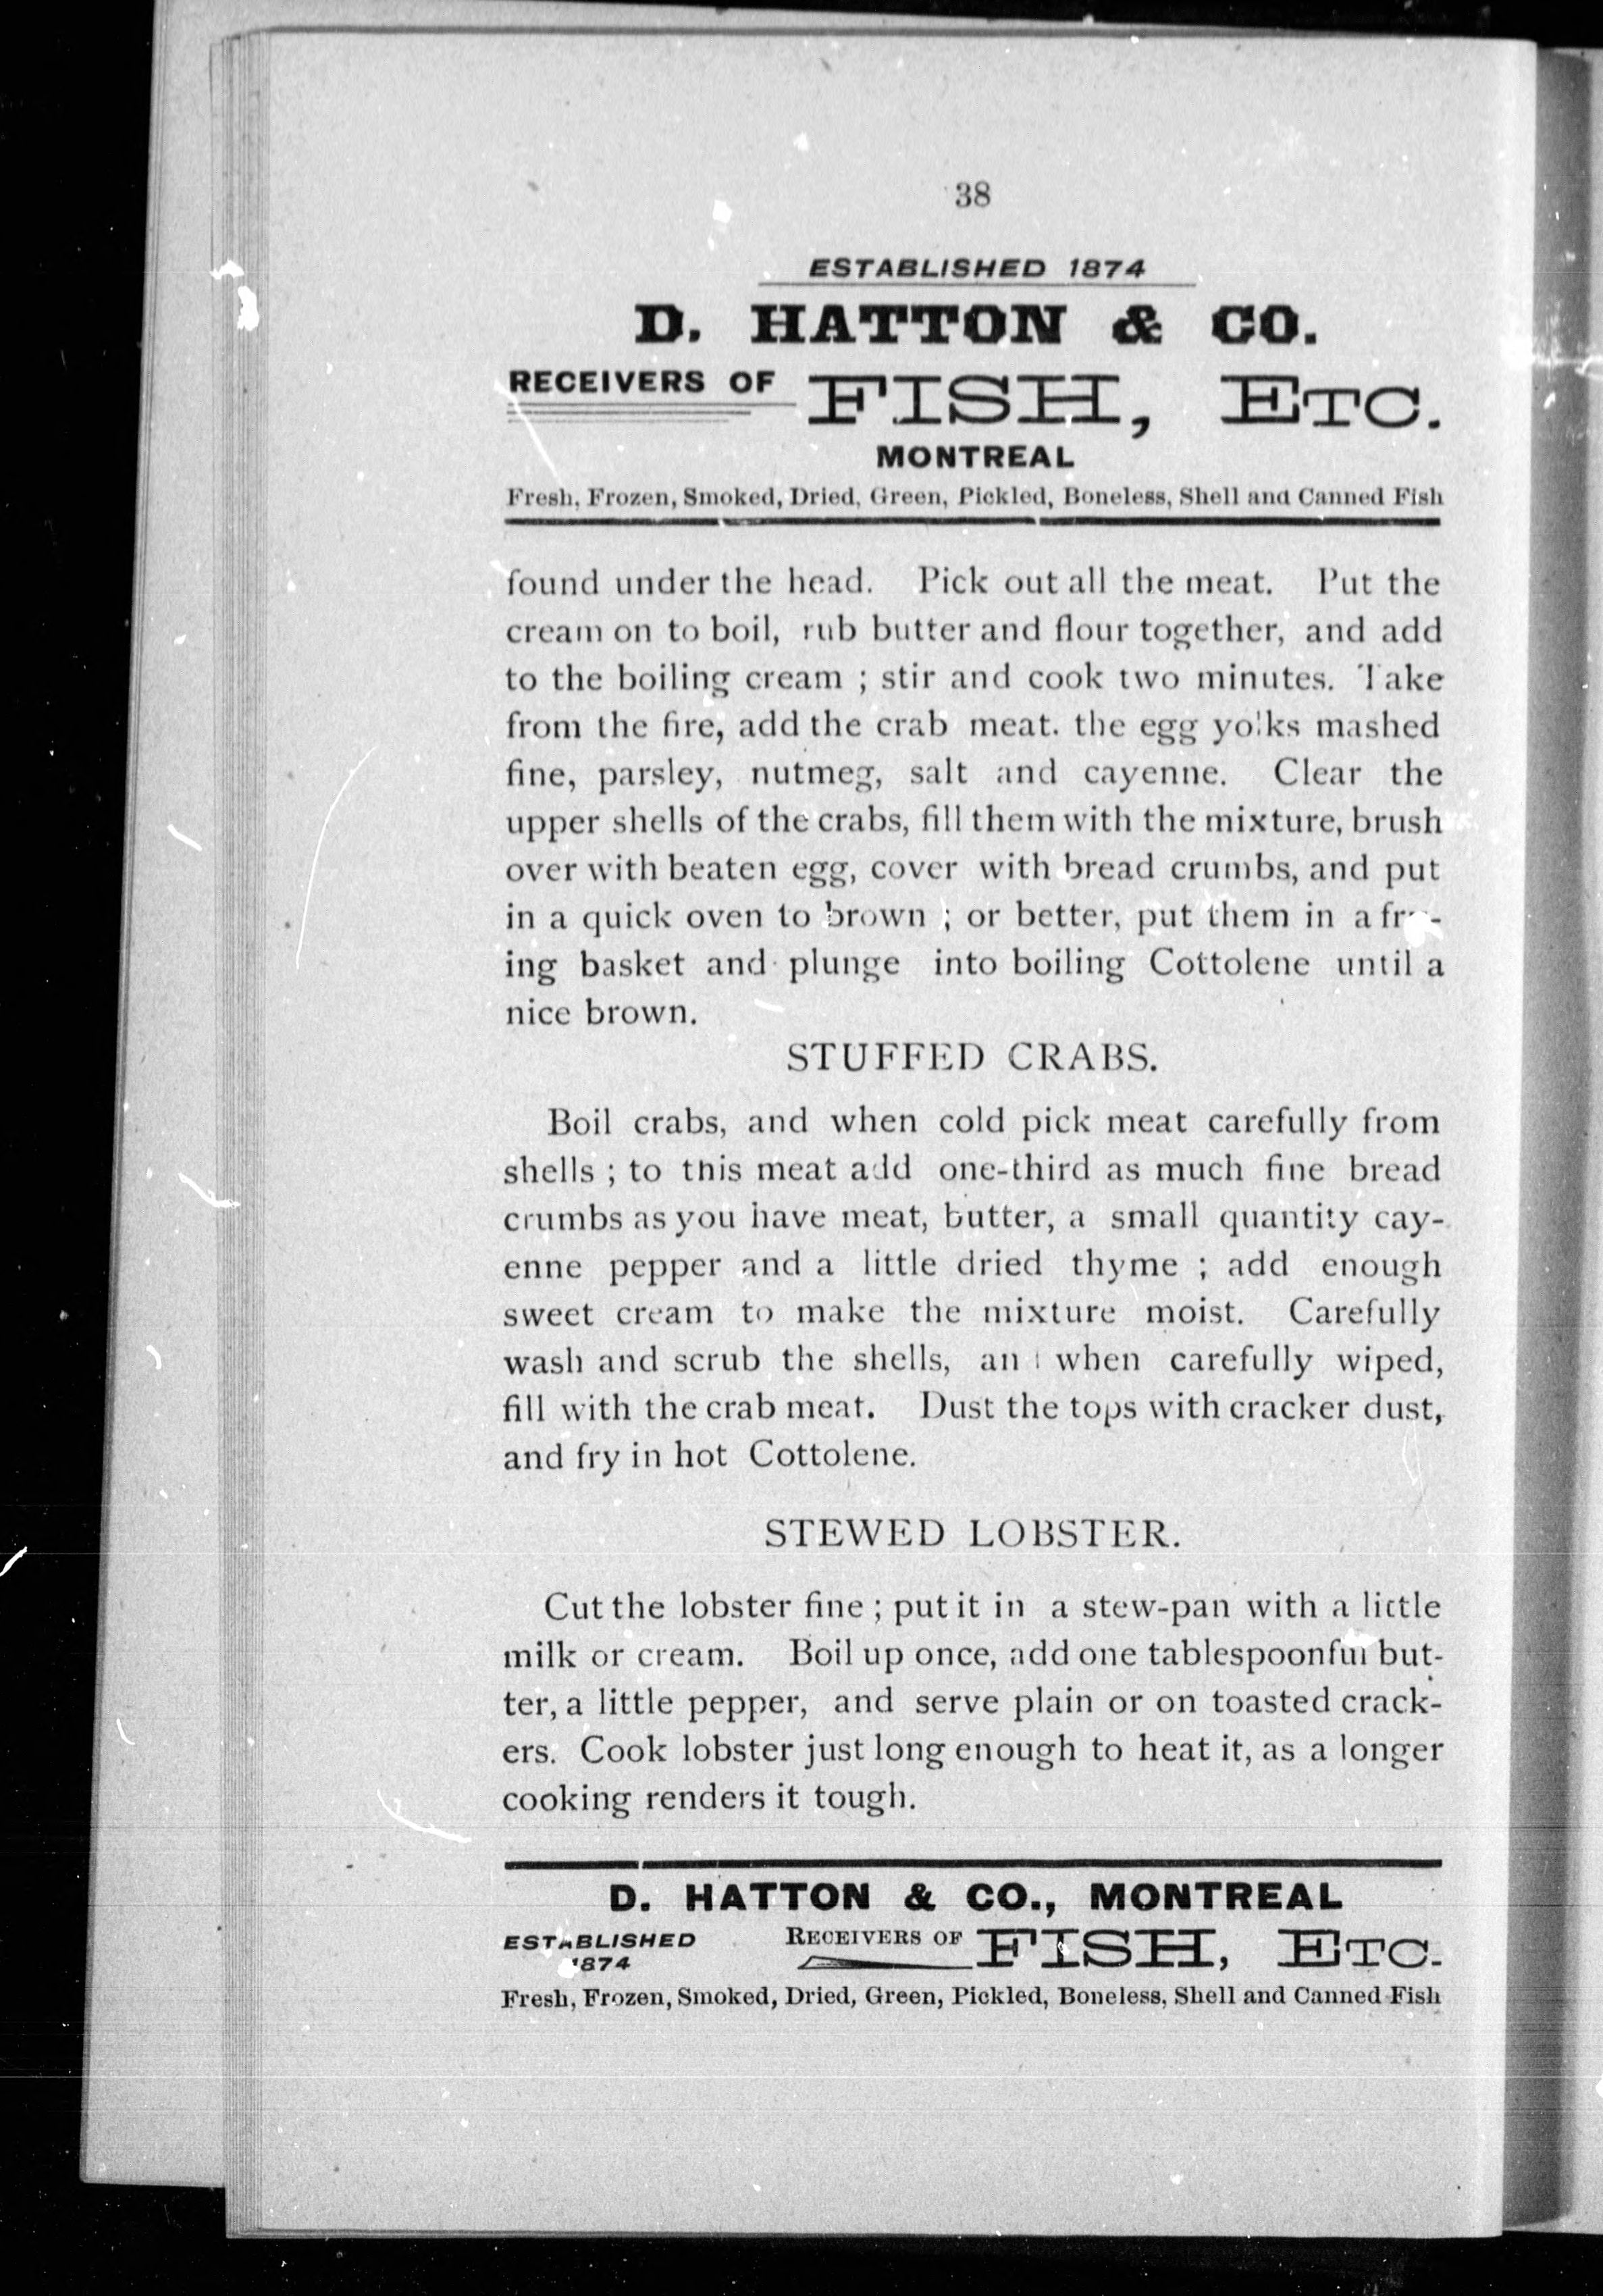 38
ESTABLISHED 1874
D. HATTON & CO.
RECEIVERS OF FISH, ETC.
MONTREAL
Fresh, Frozen, Smoked, Dried, Green, Pickled, Boneless, Shell and Canned Fish
found under the head. Pick out all the meat. Put the
cream on to boil, rub butter and flour together, and add
to the boiling cream ; stir and cook two minutes. Take
from the fire, add the crab meat. the egg yolks mashed
fine, parsley, nutmeg, salt and cayenne. Clear the
upper shells of the crabs, fill them with the mixture, brush
over with beaten egg, cover with bread crumbs, and put
in a quick oven to brown ; or better, put them in a fry-
ing basket and plunge into boiling Cottolene until a
nice brown.
STUFFED CRABS.
Boil crabs, and when cold pick meat carefully from
shells ; to this meat add one-third as much fine bread
crumbs as you have meat, butter, a small quantity cay-
enne pepper and a little dried thyme ; add enough
sweet cream to make the mixture moist. Carefully
wash and scrub the shells, and when carefully wiped,
fill with the crab meat. Dust the tops with cracker dust,
and fry in hot Cottolene.
STEWED LOBSTER.
Cut the lobster fine ; put it in a stew-pan with a little
milk or cream. Boil up once, add one tablespoonful but-
ter, a little pepper, and serve plain or on toasted crack-
ers. Cook lobster just long enough to heat it, as a longer
cooking renders it tough.
D. HATTON & CO., MONTREAL
ESTABLISHED 1874 RECEIVERS OF FISH, ETC.
Fresh, Frozen, Smoked, Dried, Green, Pickled, Boneless, Shell and Canned Fish